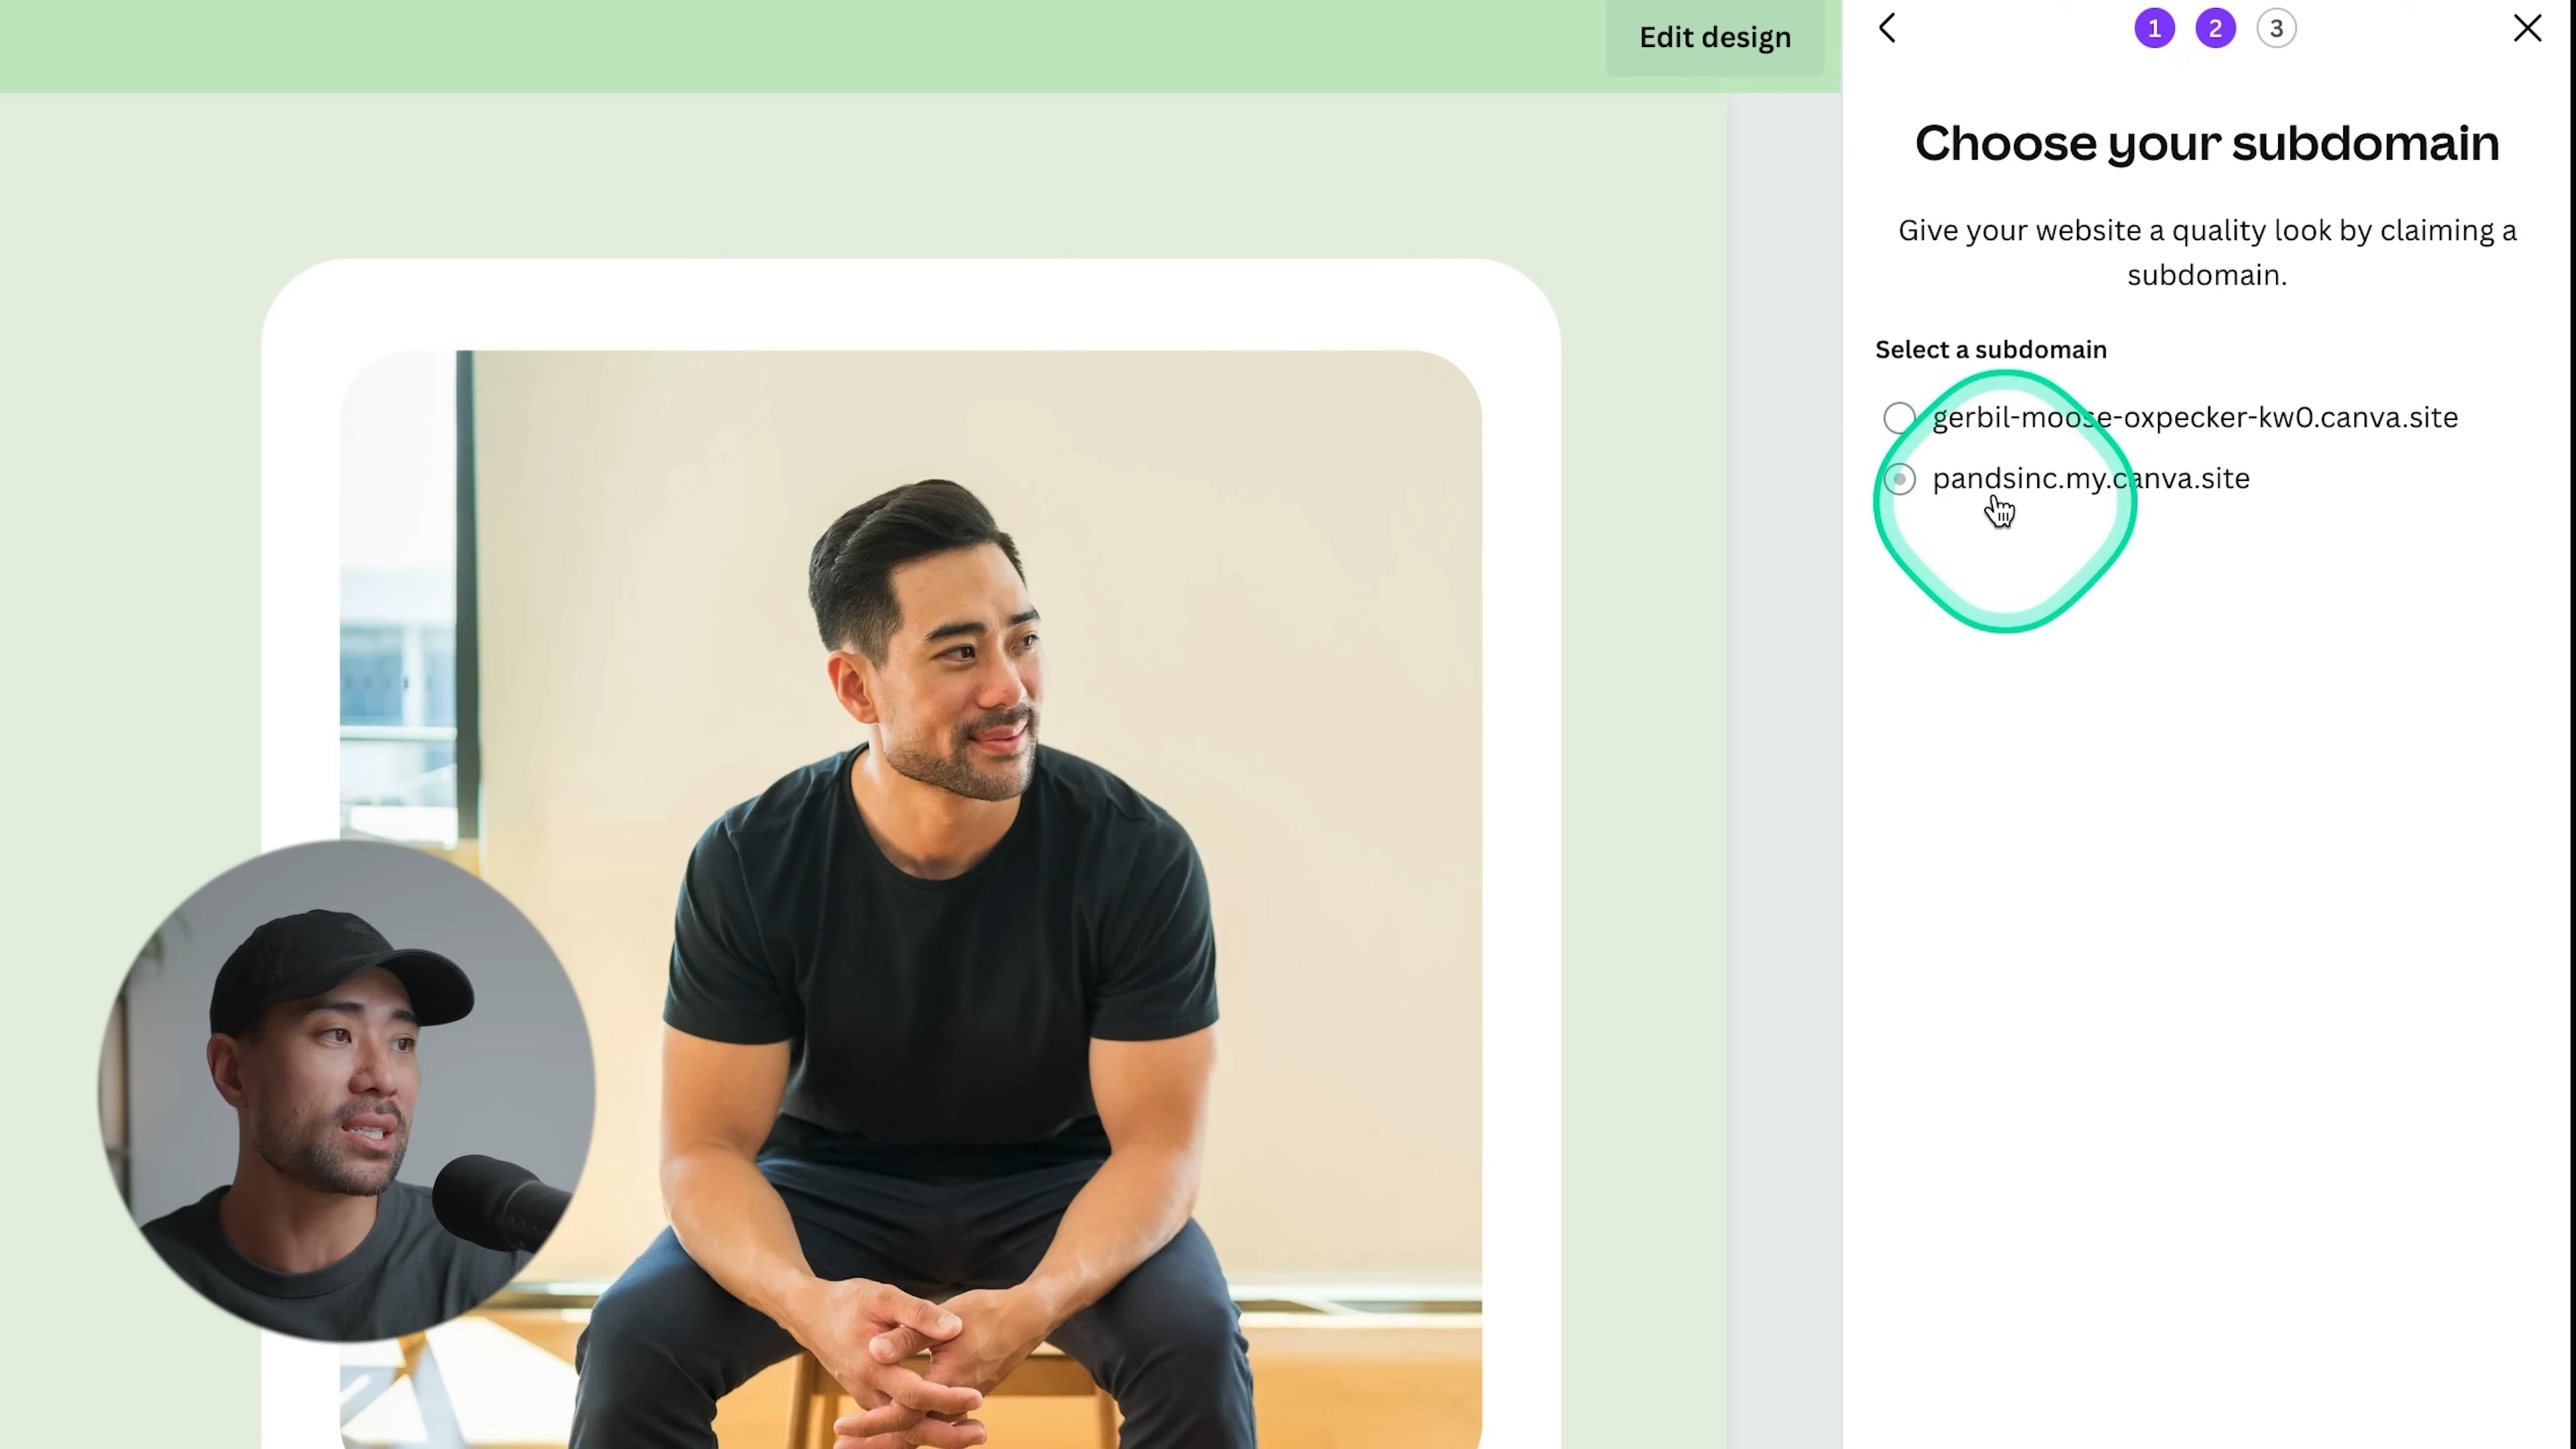 Edit design
1 2 3
Choose your subdomain
Give your website a quality look by claiming a
subdomain.
Select a subdomain
gerbil-moose-oxpecker-kw0.canva.site
pandsinc.my.canva.site